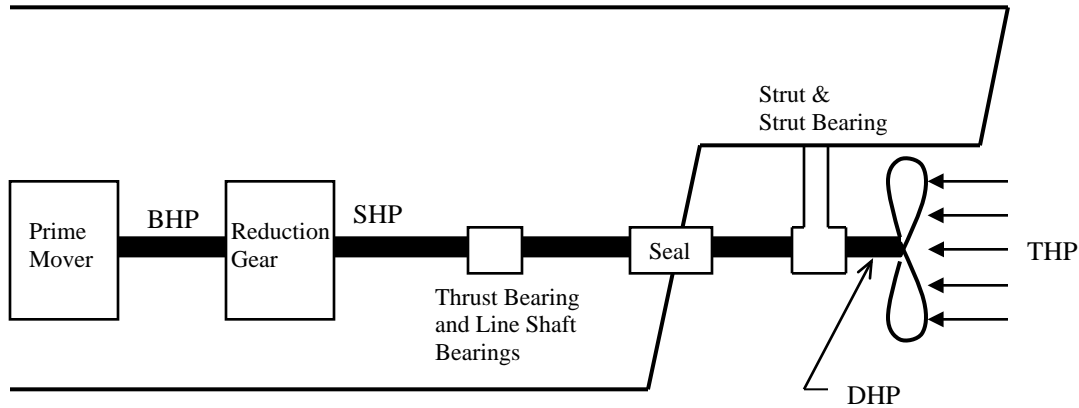 Strut &
Strut Bearing
BHP
SHP
Prime
Mover
Reduction
Gear
Seal
THP
Thrust Bearing
and Line Shaft
Bearings
DHP